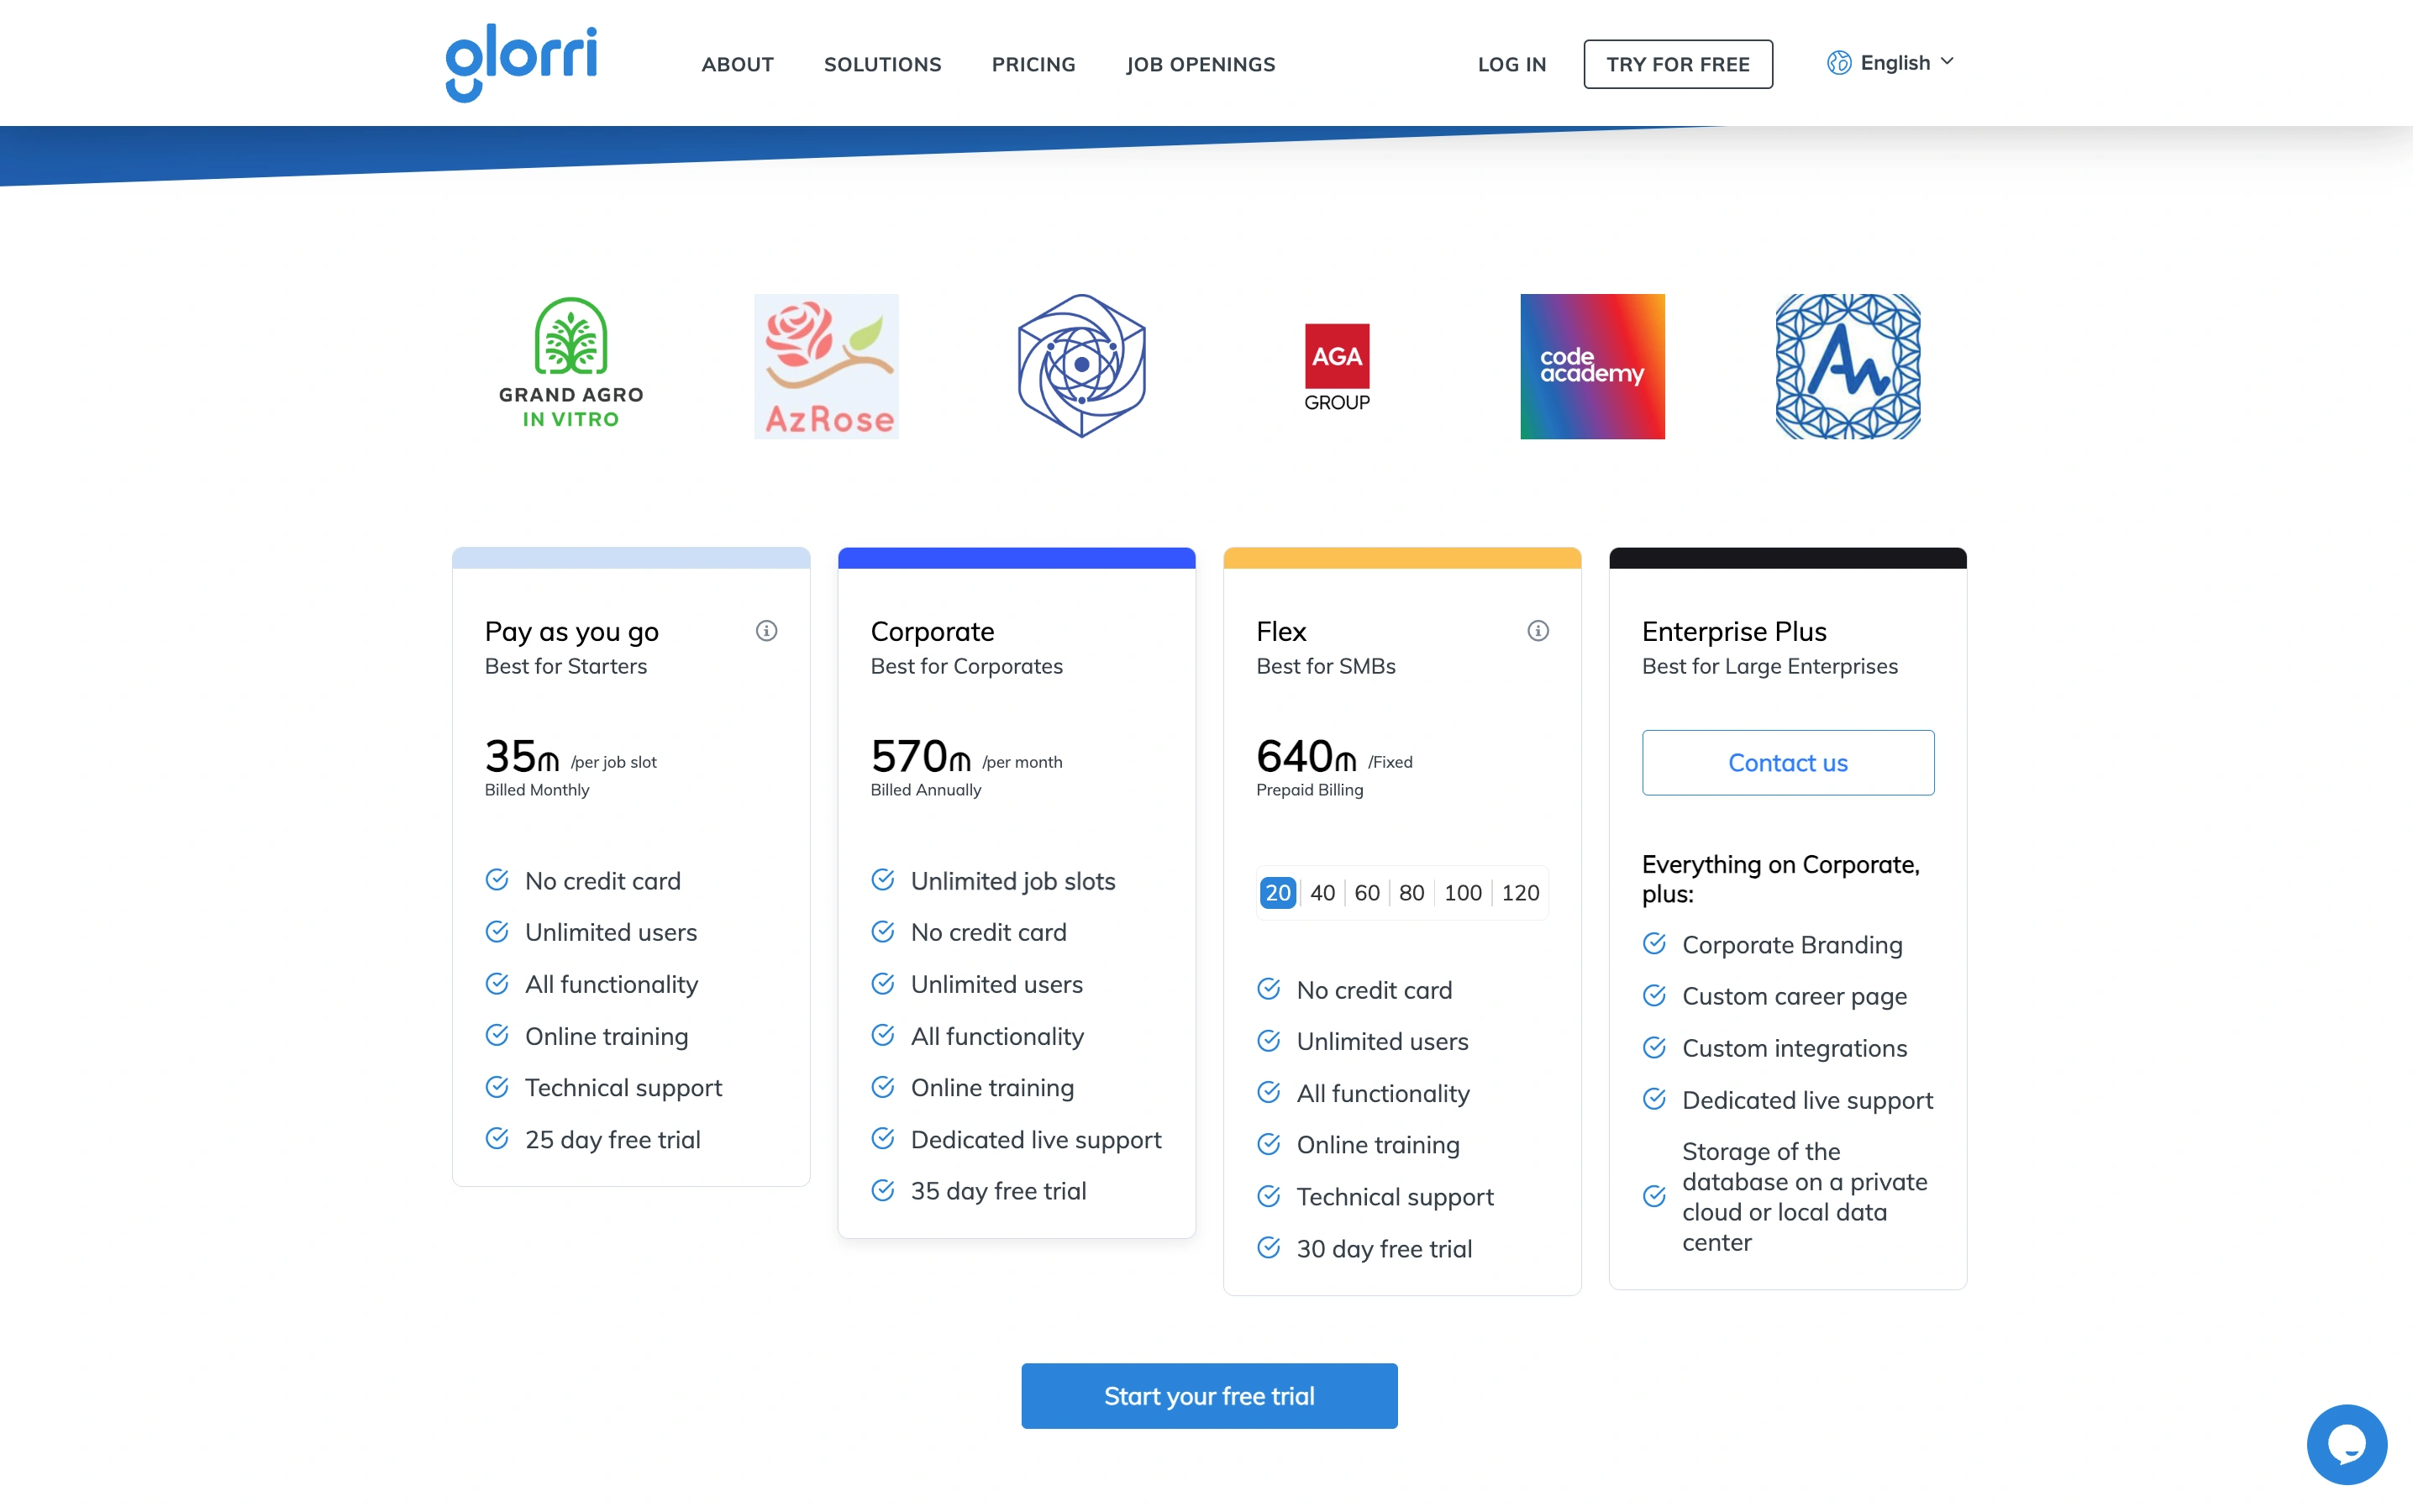 glorri
ABOUT
SOLUTIONS
PRICING
JOB OPENINGS
LOG IN
TRY FOR FREE
English
GRAND AGRO
IN VITRO
AzRose
AGA
GROUP
code
academy
Pay as you go
Best for Starters
35₼ /per job slot
Billed Monthly
No credit card
Unlimited users
All functionality
Online training
Technical support
25 day free trial
Corporate
Best for Corporates
570₼ /per month
Billed Annually
Unlimited job slots
No credit card
Unlimited users
All functionality
Online training
Dedicated live support
35 day free trial
Flex
Best for SMBs
640₼ /Fixed
Prepaid Billing
20 40 60 80 100 120
No credit card
Unlimited users
All functionality
Online training
Technical support
30 day free trial
Enterprise Plus
Best for Large Enterprises
Contact us
Everything on Corporate,
plus:
Corporate Branding
Custom career page
Custom integrations
Dedicated live support
Storage of the
database on a private
cloud or local data
center
Start your free trial